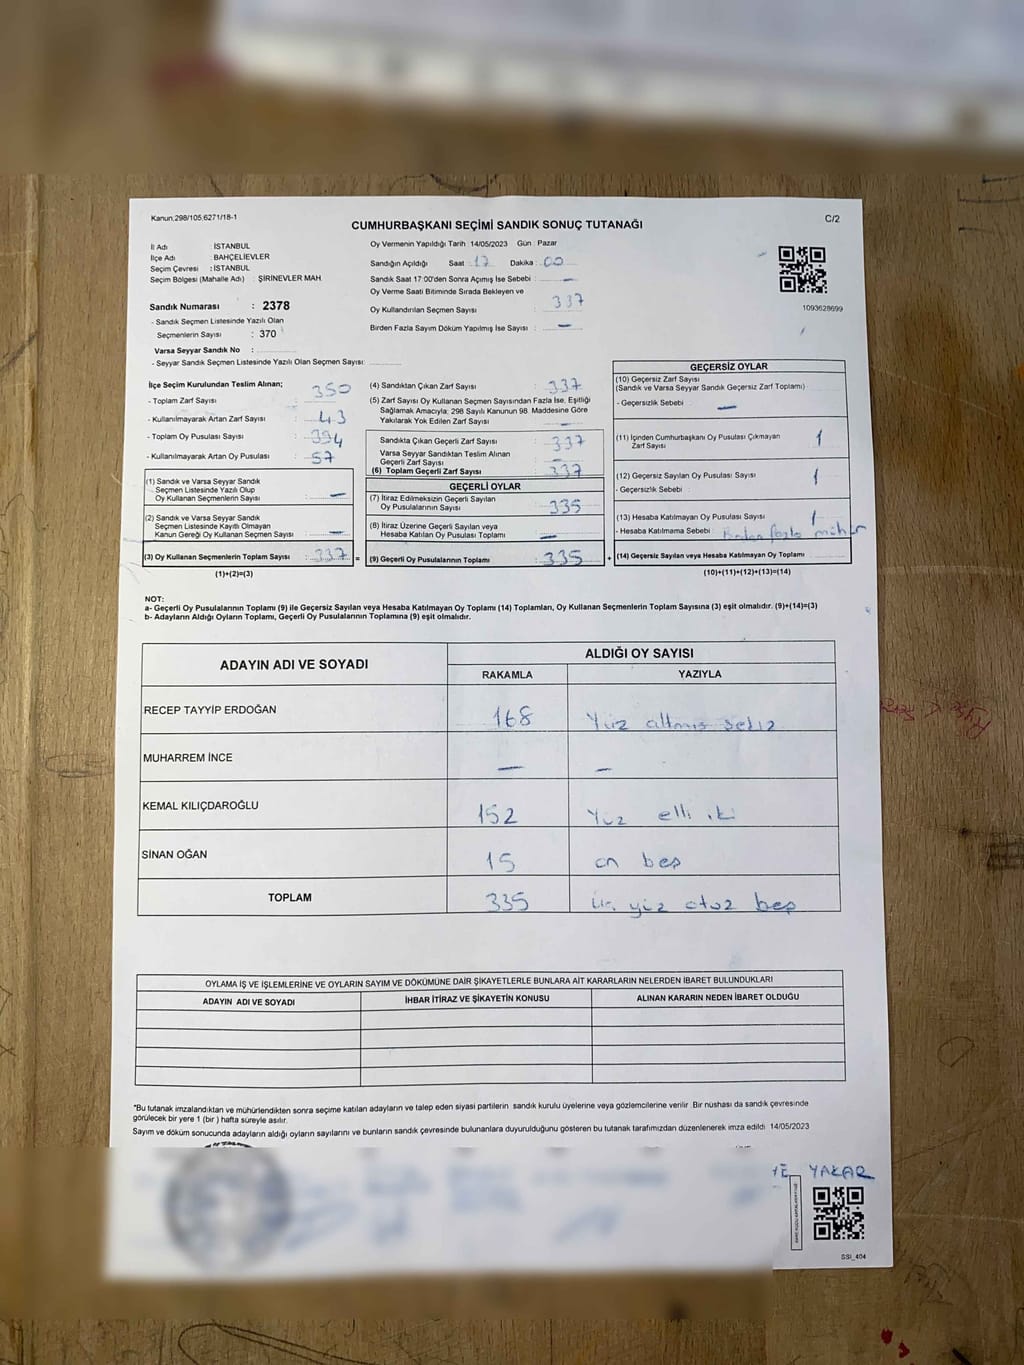 Kanun,298/105,6271/18-1
C/2
CUMHURBAŞKANI SEÇİMİ SANDIK SONUÇ TUTANAĞI
İl Adı : İSTANBUL
İlçe Adı : BAHÇELİEVLER
Seçim Çevresi : İSTANBUL
Seçim Bölgesi (Mahalle Adı) : ŞİRİNEVLER MAH.
Sandık Numarası : 2378
- Sandık Seçmen Listesinde Yazılı Olan
Seçmenlerin Sayısı : 370
Varsa Seyyar Sandık No :
- Seyyar Sandık Seçmen Listesinde Yazılı Olan Seçmen Sayısı:
Oy Vermenin Yapıldığı Tarih 14/05/2023 Gün : Pazar
Sandığın Açıldığı Saat : 17 Dakika : 00
Sandık Saat 17:00'den Sonra Açımış İse Sebebi : —
Oy Verme Saati Bitiminde Sırada Bekleyen ve
Oy Kullandırılan Seçmen Sayısı : 337
Birden Fazla Sayım Döküm Yapılmış İse Sayısı : —
1093628699
İlçe Seçim Kurulundan Teslim Alınan;
- Toplam Zarf Sayısı : 350
- Kullanılmayarak Artan Zarf Sayısı : 43
- Toplam Oy Pusulası Sayısı : 394
- Kullanılmayarak Artan Oy Pusulası : 57
(1) Sandık ve Varsa Seyyar Sandık
Seçmen Listesinde Yazılı Olup
Oy Kullanan Seçmenlerin Sayısı : —
(2) Sandık ve Varsa Seyyar Sandık
Seçmen Listesinde Kayıtlı Olmayan
Kanun Gereği Oy Kullanan Seçmen Sayısı : —
(3) Oy Kullanan Seçmenlerin Toplam Sayısı : 337
(1)+(2)=(3)
(4) Sandıktan Çıkan Zarf Sayısı : 337
(5) Zarf Sayısı Oy Kullanan Seçmen Sayısından Fazla İse, Eşitliği
Sağlamak Amacıyla; 298 Sayılı Kanunun 98. Maddesine Göre
Yakılarak Yok Edilen Zarf Sayısı : —
Sandıkta Çıkan Geçerli Zarf Sayısı : 337
Varsa Seyyar Sandıktan Teslim Alınan
Geçerli Zarf Sayısı : —
(6) Toplam Geçerli Zarf Sayısı : 337
GEÇERLİ OYLAR
(7) İtiraz Edilmeksizin Geçerli Sayılan
Oy Pusulalarının Sayısı : 335
(8) İtiraz Üzerine Geçerli Sayılan veya
Hesaba Katılan Oy Pusulası Toplamı : —
= (9) Geçerli Oy Pusulalarının Toplamı : 335
GEÇERSİZ OYLAR
(10) Geçersiz Zarf Sayısı
(Sandık ve Varsa Seyyar Sandık Geçersiz Zarf Toplamı)
- Geçersizlik Sebebi : —
(11) İçinden Cumhurbaşkanı Oy Pusulası Çıkmayan
Zarf Sayısı : 1
(12) Geçersiz Sayılan Oy Pusulası Sayısı : 1
- Geçersizlik Sebebi :
(13) Hesaba Katılmayan Oy Pusulası Sayısı : 1
- Hesaba Katılmama Sebebi : Birden fazla mühür
+ (14) Geçersiz Sayılan veya Hesaba Katılmayan Oy Toplamı :
(10)+(11)+(12)+(13)=(14)
NOT:
a- Geçerli Oy Pusulalarının Toplamı (9) ile Geçersiz Sayılan veya Hesaba Katılmayan Oy Toplamı (14) Toplamları, Oy Kullanan Seçmenlerin Toplam Sayısına (3) eşit olmalıdır. (9)+(14)=(3)
b- Adayların Aldığı Oyların Toplamı, Geçerli Oy Pusulalarının Toplamına (9) eşit olmalıdır.
ADAYIN ADI VE SOYADI
ALDIĞI OY SAYISI
RAKAMLA YAZIYLA
RECEP TAYYİP ERDOĞAN 168 Yüz altmış sekiz
MUHARREM İNCE — —
KEMAL KILIÇDAROĞLU 152 Yüz elli iki
SİNAN OĞAN 15 on beş
TOPLAM 335 üç yüz otuz beş
OYLAMA İŞ VE İŞLEMLERİNE VE OYLARIN SAYIM VE DÖKÜMÜNE DAİR ŞİKAYETLERLE BUNLARA AİT KARARLARIN NELERDEN İBARET BULUNDUKLARI
ADAYIN ADI VE SOYADI İHBAR İTİRAZ VE ŞİKAYETİN KONUSU ALINAN KARARIN NEDEN İBARET OLDUĞU
*Bu tutanak imzalandıktan ve mühürlendikten sonra seçime katılan adayların ve talep eden siyasi partilerin sandık kurulu üyelerine veya gözlemcilerine verilir. Bir nüshası da sandık çevresinde
görülecek bir yere 1 (bir ) hafta süreyle asılır.
Sayım ve döküm sonucunda adayların aldığı oyların sayılarını ve bunların sandık çevresinde bulunanlara duyurulduğunu gösteren bu tutanak tarafımızdan düzenlenerek imza edildi 14/05/2023
YAKAR
SSI_404